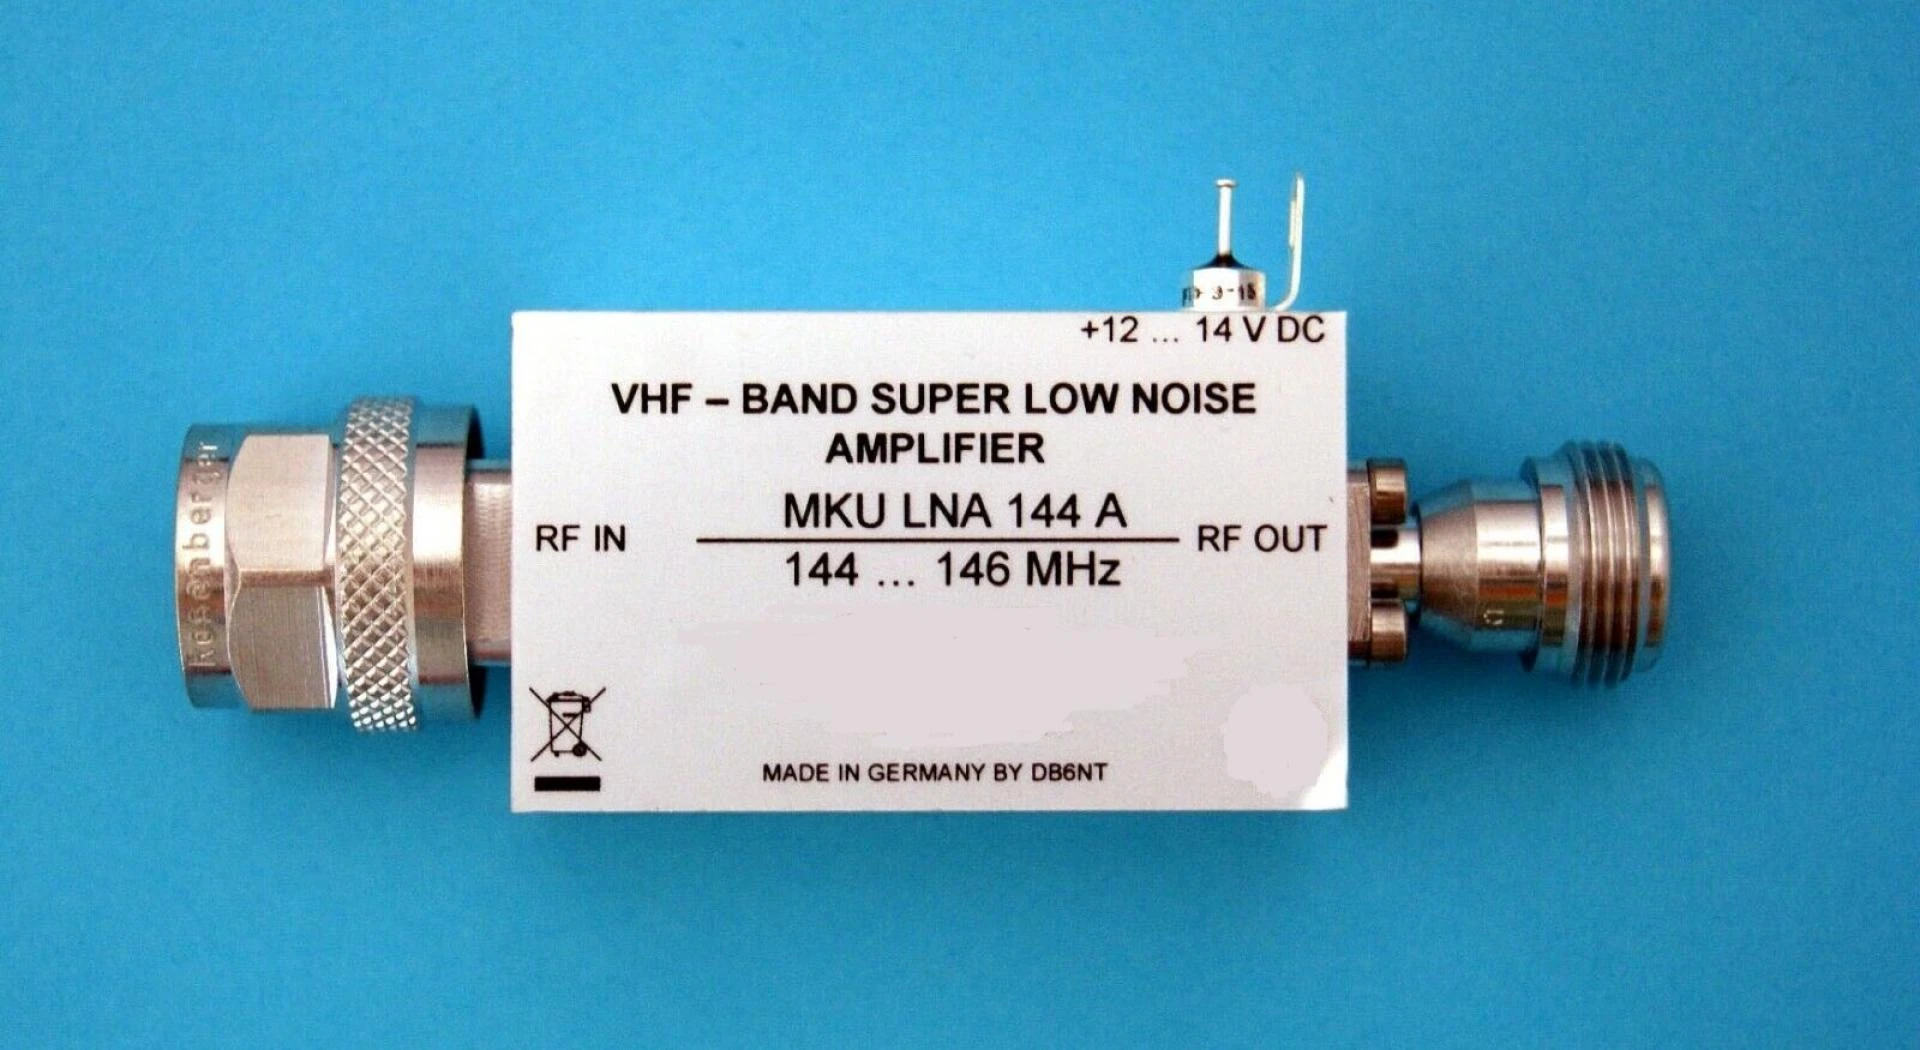 +12 ... 14 V DC
VHF – BAND SUPER LOW NOISE
AMPLIFIER
MKU LNA 144 A
RF IN
RF OUT
144 ... 146 MHz
MADE IN GERMANY BY DB6NT
Rosenberger